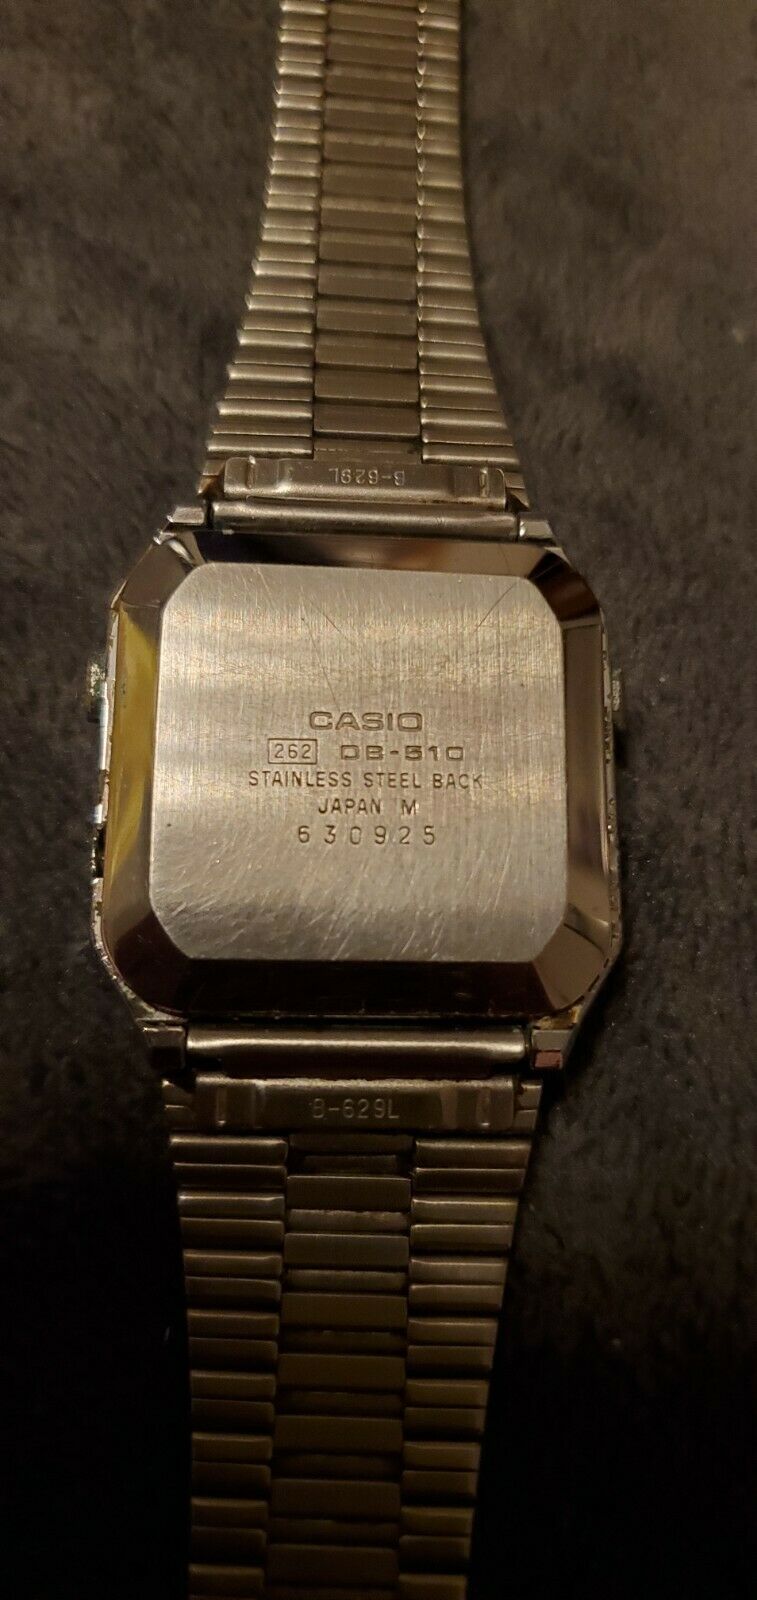 B-629L
CASIO
262 DB-510
STAINLESS STEEL BACK
JAPAN M
630925
B-629L